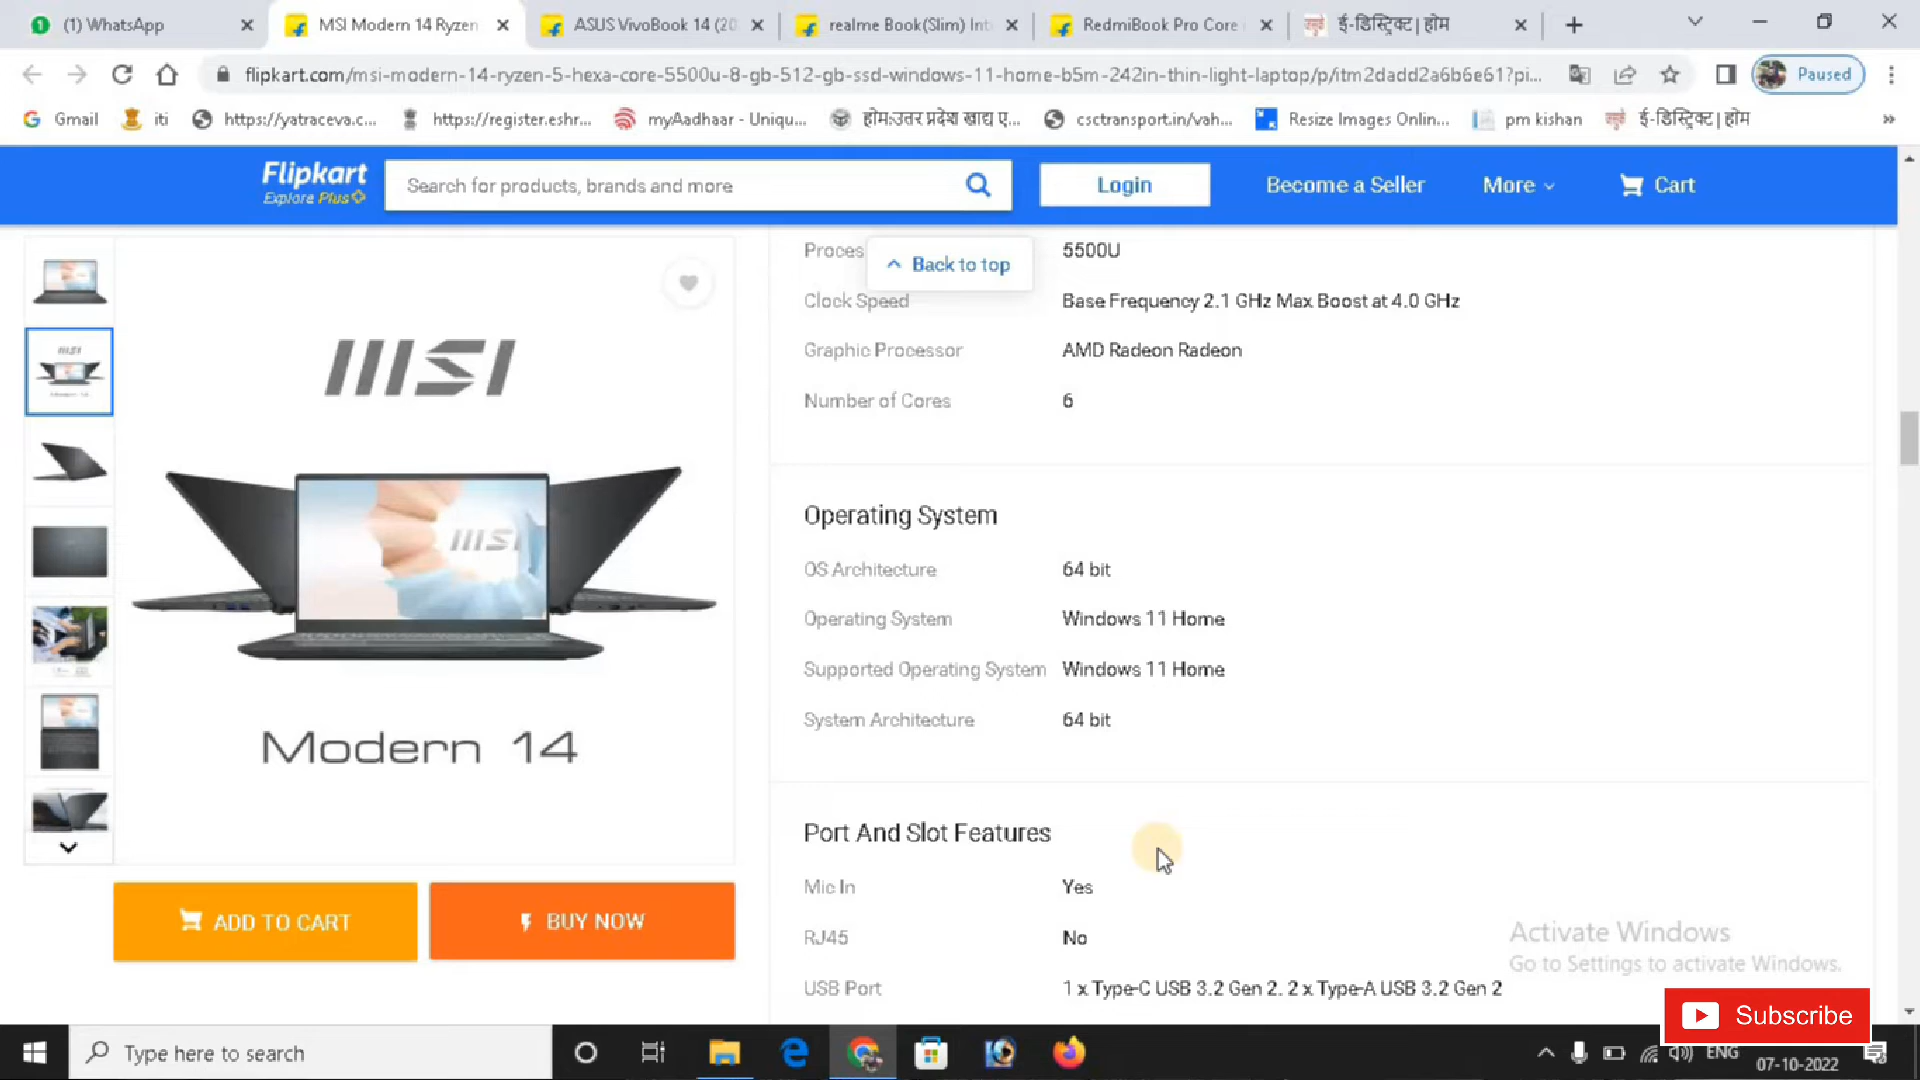 (1) WhatsApp
MSI Modern 14 Ryzen
ASUS VivoBook 14 (20
realme Book(Slim) Int
RedmiBook Pro Core
ई-डिस्ट्रिक्ट | होम
flipkart.com/msi-modern-14-ryzen-5-hexa-core-5500u-8-gb-512-gb-ssd-windows-11-home-b5m-242in-thin-light-laptop/p/itm2dadd2a6b6e61?pi...
Paused
Gmail
iti
https://yatraceva.c...
https://register.eshr...
myAadhaar - Uniqu...
होम:उत्तर प्रदेश खाद्य ए...
csctransport.in/vah...
Resize Images Onlin...
pm kishan
ई-डिस्ट्रिक्ट | होम
Flipkart
Explore Plus
Search for products, brands and more
Login
Become a Seller
More
Cart
Proces
5500U
Back to top
Clock Speed
Base Frequency 2.1 GHz Max Boost at 4.0 GHz
Graphic Processor
AMD Radeon Radeon
Number of Cores
6
msi
msi
Modern 14
Operating System
OS Architecture
64 bit
Operating System
Windows 11 Home
Supported Operating System
Windows 11 Home
System Architecture
64 bit
Port And Slot Features
Mic In
Yes
RJ45
No
USB Port
1 x Type-C USB 3.2 Gen 2. 2 x Type-A USB 3.2 Gen 2
ADD TO CART
BUY NOW
Activate Windows
Go to Settings to activate Windows.
Subscribe
Type here to search
ENG
07-10-2022